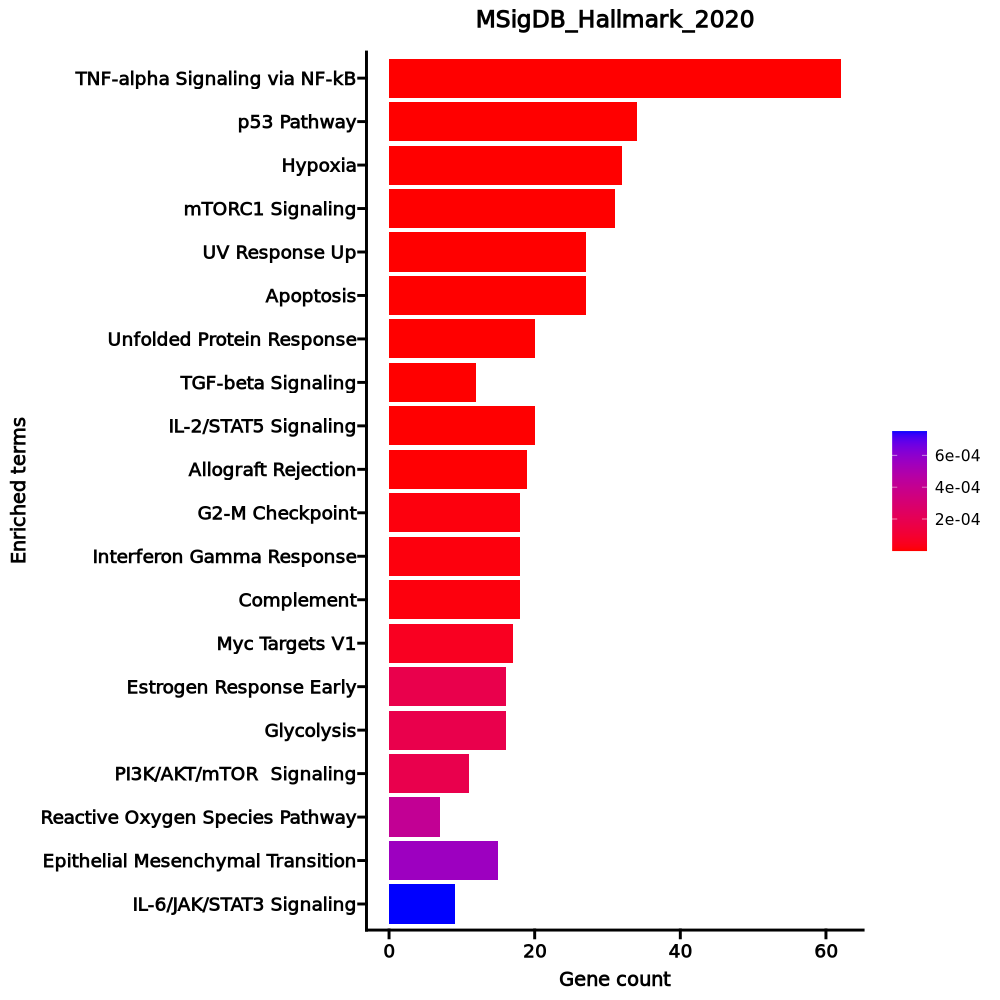 MSigDB_Hallmark_2020
TNF-alpha Signaling via NF-kB
p53 Pathway
Hypoxia
mTORC1 Signaling
UV Response Up
Apoptosis
Unfolded Protein Response
TGF-beta Signaling
IL-2/STAT5 Signaling
Allograft Rejection
G2-M Checkpoint
Interferon Gamma Response
Complement
Myc Targets V1
Estrogen Response Early
Glycolysis
PI3K/AKT/mTOR  Signaling
Reactive Oxygen Species Pathway
Epithelial Mesenchymal Transition
IL-6/JAK/STAT3 Signaling
Enriched terms
0 20 40 60
Gene count
6e-04
4e-04
2e-04